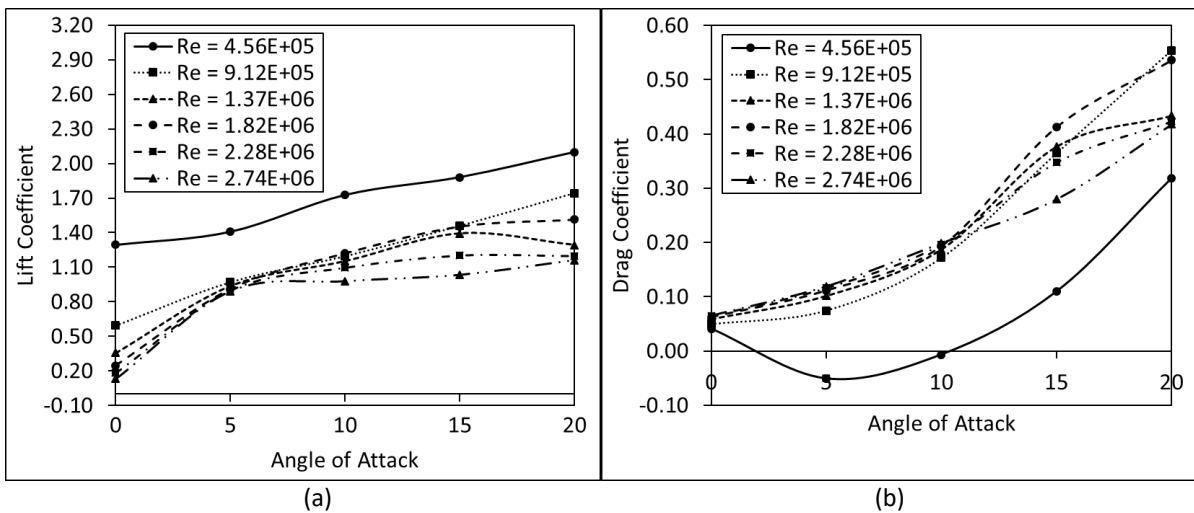 3.20
2.90
2.60
2.30
2.00
1.70
1.40
1.10
0.80
0.50
0.20
-0.10
Lift Coefficient
Re = 4.56E+05
Re = 9.12E+05
Re = 1.37E+06
Re = 1.82E+06
Re = 2.28E+06
Re = 2.74E+06
0 5 10 15 20
Angle of Attack
(a)
0.60
0.50
0.40
0.30
0.20
0.10
0.00
-0.10
Drag Coefficient
Re = 4.56E+05
Re = 9.12E+05
Re = 1.37E+06
Re = 1.82E+06
Re = 2.28E+06
Re = 2.74E+06
0 5 10 15 20
Angle of Attack
(b)